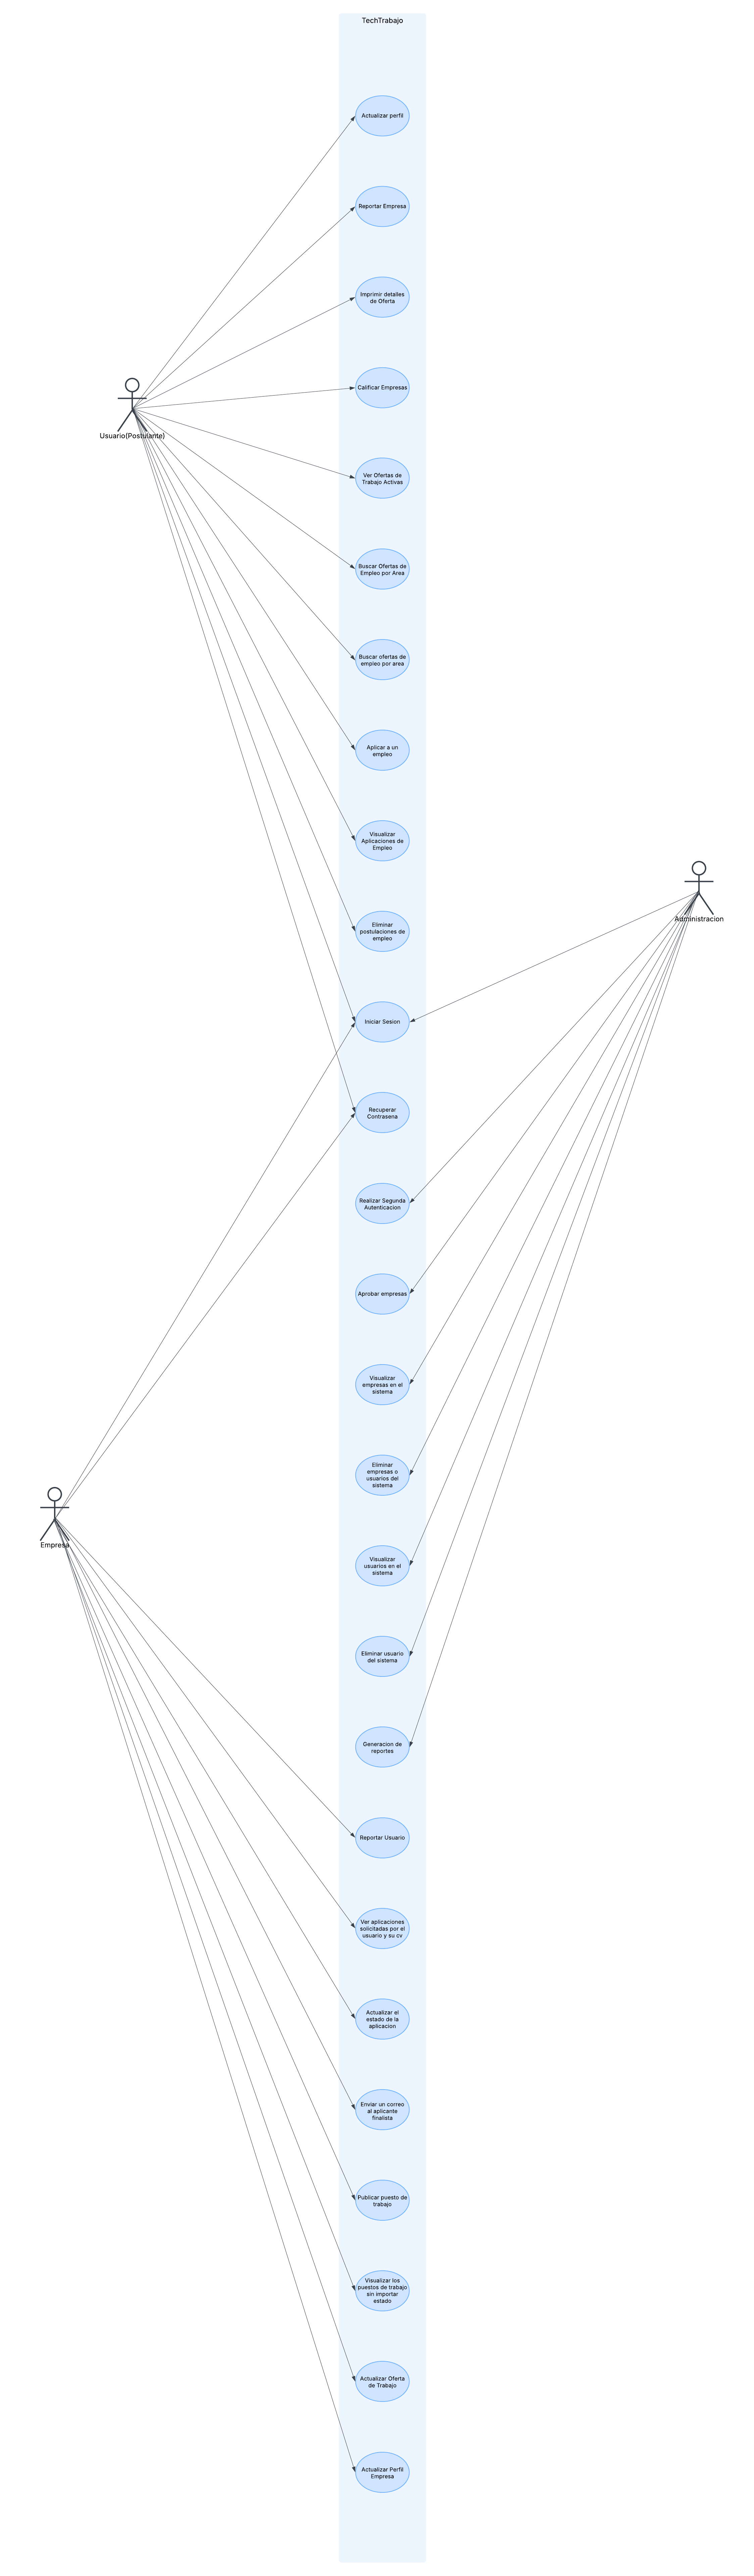 TechTrabajo
Actualizar perfil
Reportar Empresa
Imprimir detalles
de Oferta
Calificar Empresas
Usuario(Postulante)
Ver Ofertas de
Trabajo Activas
Buscar Ofertas de
Empleo por Area
Buscar ofertas de
empleo por area
Aplicar a un
empleo
Visualizar
Aplicaciones de
Empleo
Administracion
Eliminar
postulaciones de
empleo
Iniciar Sesion
Recuperar
Contrasena
Realizar Segunda
Autenticacion
Aprobar empresas
Visualizar
empresas en el
sistema
Eliminar
empresas o
usuarios del
sistema
Empresa
Visualizar
usuarios en el
sistema
Eliminar usuario
del sistema
Generacion de
reportes
Reportar Usuario
Ver aplicaciones
solicitadas por el
usuario y su cv
Actualizar el
estado de la
aplicacion
Enviar un correo
al aplicante
finalista
Publicar puesto de
trabajo
Visualizar los
puestos de trabajo
sin importar
estado
Actualizar Oferta
de Trabajo
Actualizar Perfil
Empresa